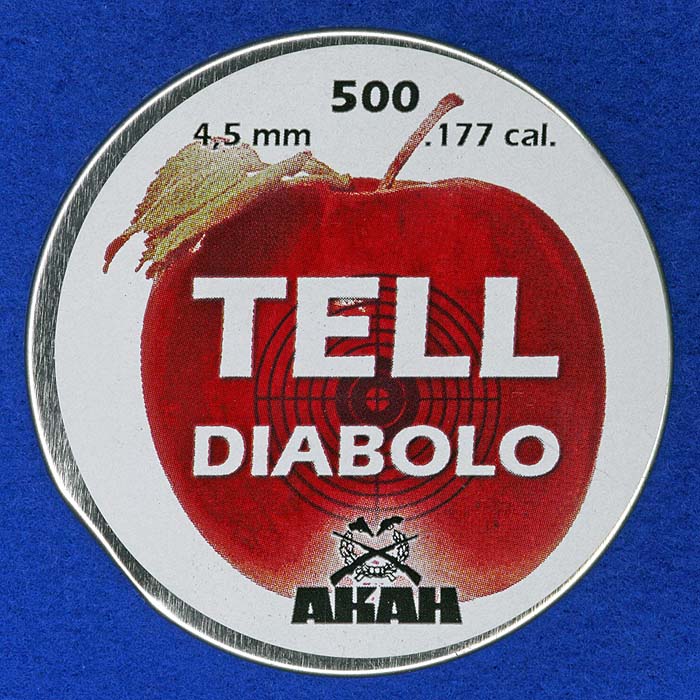 500
4,5 mm .177 cal.
TELL
DIABOLO
AKAH